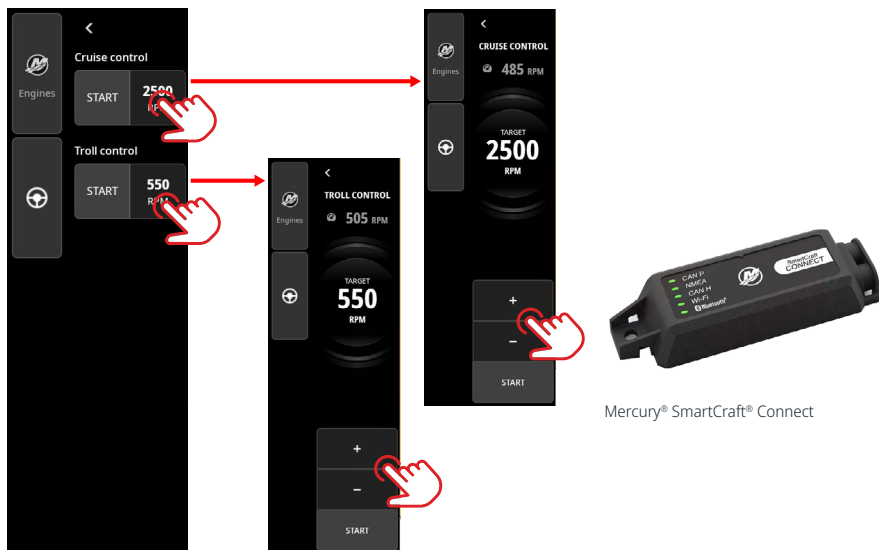 Engines
Cruise control
START
2500
RPM
Troll control
START
550
RPM
Engines
TROLL CONTROL
505 RPM
TARGET
550
RPM
+
−
START
Engines
CRUISE CONTROL
485 RPM
TARGET
2500
RPM
+
−
START
CAN P
NMEA
CAN H
Wi-Fi
Bluetooth®
SmartCraft
CONNECT
Mercury® SmartCraft® Connect